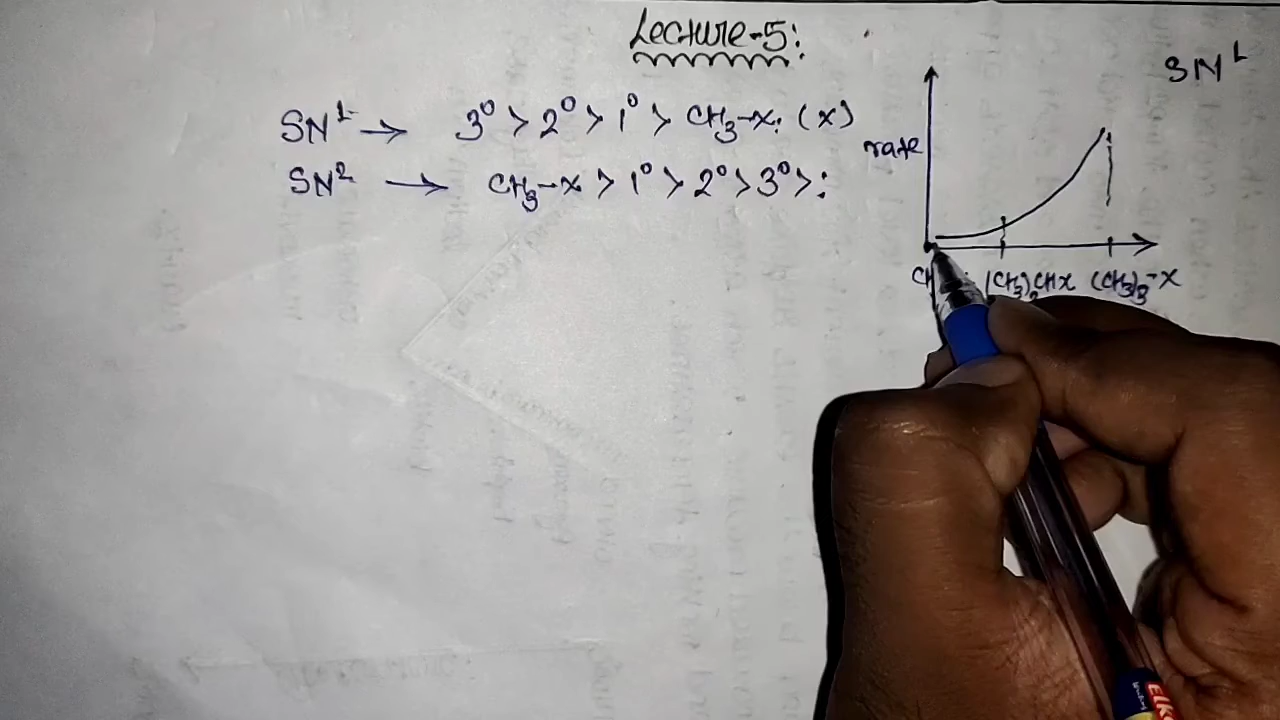 Lecture-5:
SN¹ → 3° > 2° > 1° > CH₃-X. (X)
SN² → CH₃-X > 1° > 2° > 3° > :
SN¹
rate
(CH₃)₂CHX (CH₃)₃-X